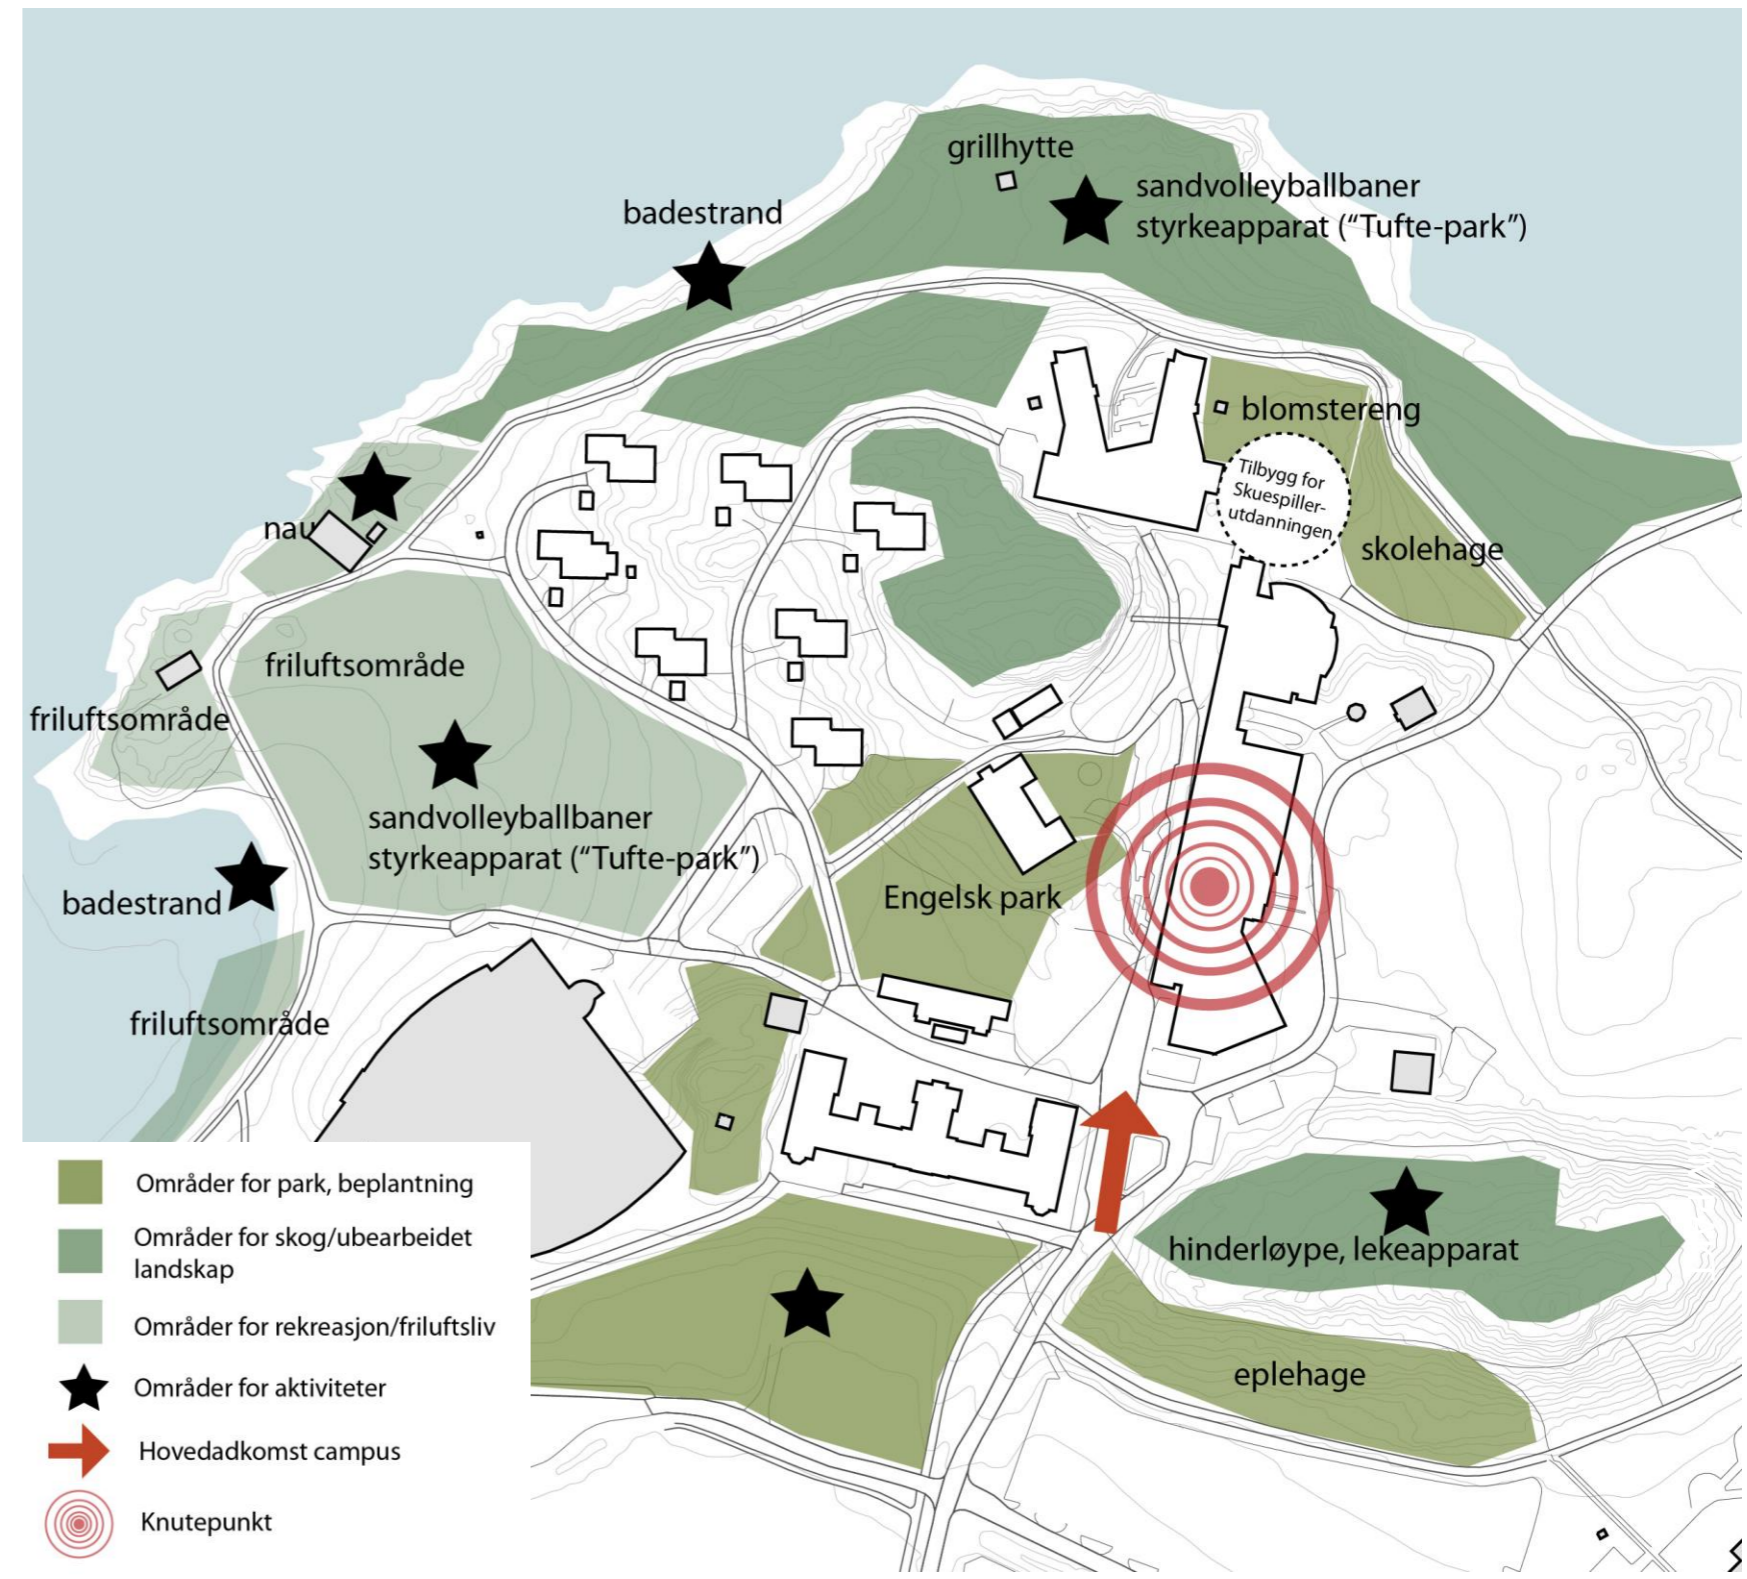 grillhytte
sandvolleyballbaner
styrkeapparat (“Tufte-park”)
badestrand
blomstereng
Tilbygg for
Skuespiller-
utdanningen
skolehage
nau
friluftsområde
friluftsområde
sandvolleyballbaner
styrkeapparat (“Tufte-park”)
badestrand
Engelsk park
friluftsområde
hinderløype, lekeapparat
eplehage
Områder for park, beplantning
Områder for skog/ubearbeidet
landskap
Områder for rekreasjon/friluftsliv
Områder for aktiviteter
Hovedadkomst campus
Knutepunkt